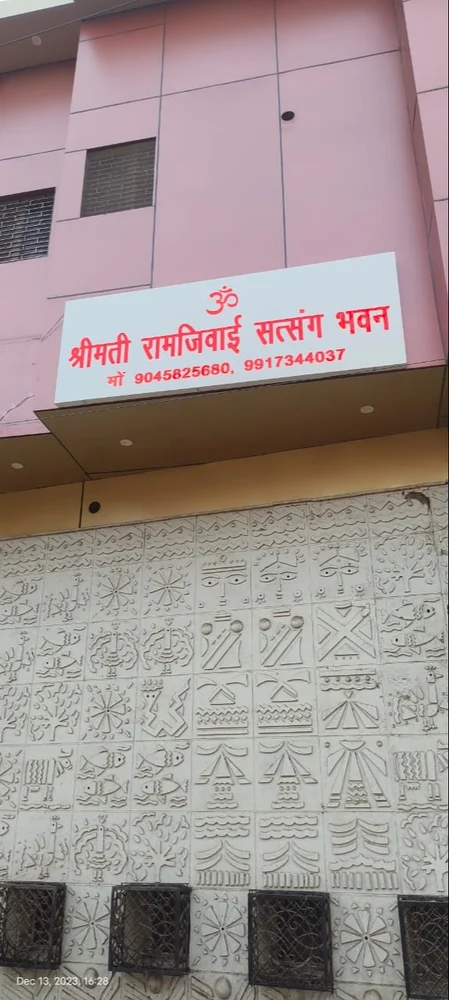 ॐ
श्रीमती रामजिवाई सत्संग भवन
मों 9045825680, 9917344037
Dec 13, 2023, 16:28